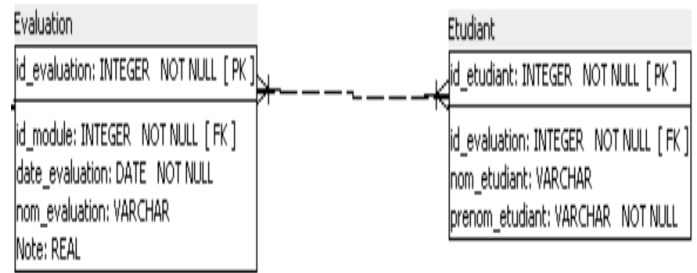 Evaluation
id_evaluation: INTEGER NOT NULL [ PK ]
id_module: INTEGER NOT NULL [ FK ]
date_evaluation: DATE NOT NULL
nom_evaluation: VARCHAR
Note: REAL
Etudiant
id_etudiant: INTEGER NOT NULL [ PK ]
id_evaluation: INTEGER NOT NULL [ FK ]
nom_etudiant: VARCHAR
prenom_etudiant: VARCHAR NOT NULL